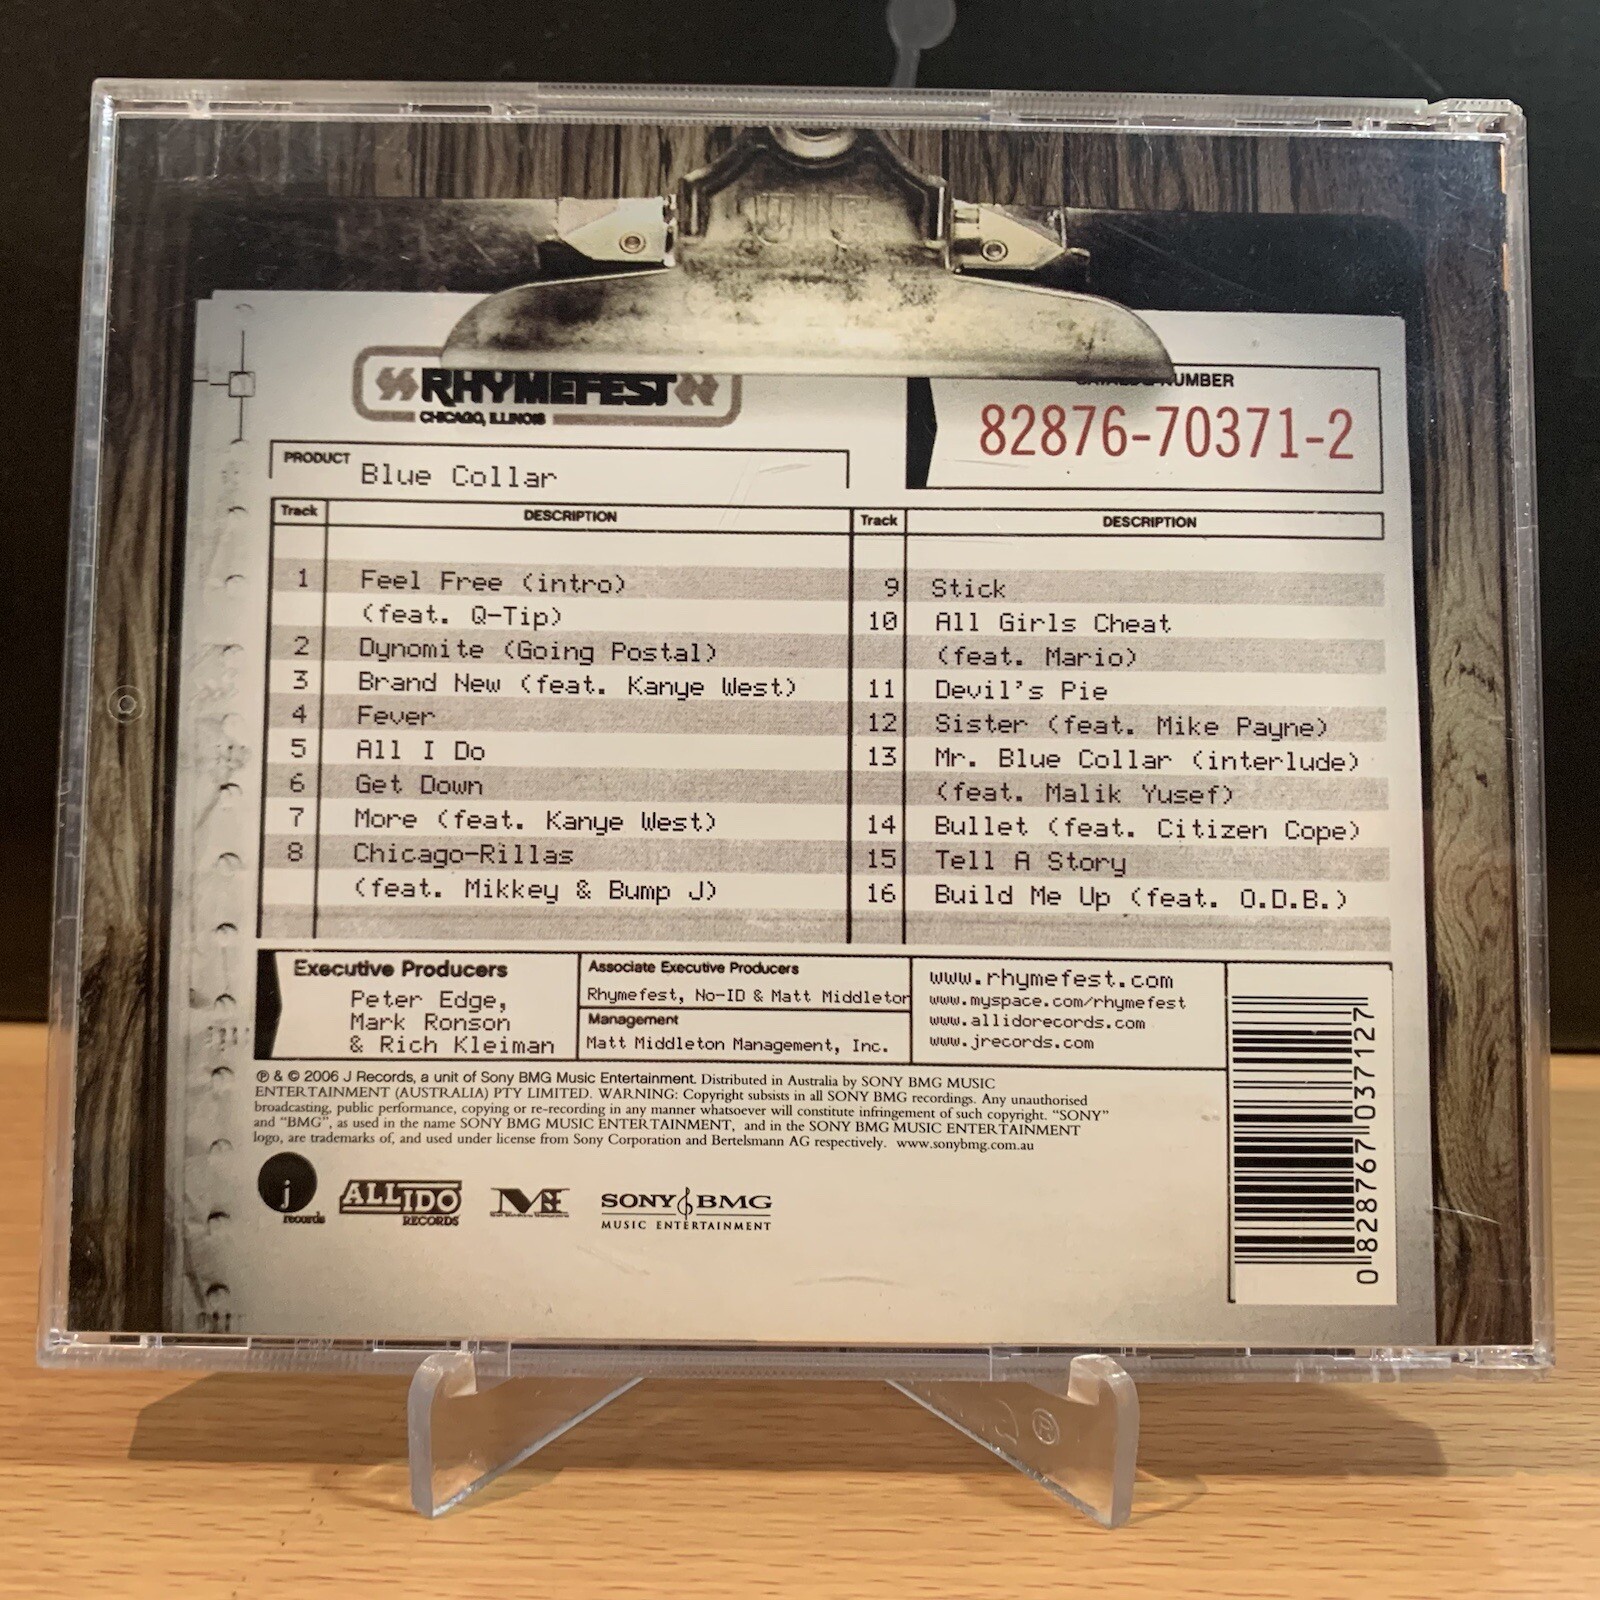 RHYMEFEST
CHICAGO, ILLINOIS
NUMBER
82876-70371-2
PRODUCT
Blue Collar
Track DESCRIPTION
1 Feel Free (intro)
(feat. Q-Tip)
2 Dynomite (Going Postal)
3 Brand New (feat. Kanye West)
4 Fever
5 All I Do
6 Get Down
7 More (feat. Kanye West)
8 Chicago-Rillas
(feat. Mikkey & Bump J)
Track DESCRIPTION
9 Stick
10 All Girls Cheat
(feat. Mario)
11 Devil's Pie
12 Sister (feat. Mike Payne)
13 Mr. Blue Collar (interlude)
(feat. Malik Yusef)
14 Bullet (feat. Citizen Cope)
15 Tell A Story
16 Build Me Up (feat. O.D.B.)
Executive Producers
Peter Edge,
Mark Ronson
& Rich Kleiman
Associate Executive Producers
Rhymefest, No-ID & Matt Middleton
Management
Matt Middleton Management, Inc.
www.rhymefest.com
www.myspace.com/rhymefest
www.allidorecords.com
www.jrecords.com
℗ & © 2006 J Records, a unit of Sony BMG Music Entertainment. Distributed in Australia by SONY BMG MUSIC
ENTERTAINMENT (AUSTRALIA) PTY LIMITED. WARNING: Copyright subsists in all SONY BMG recordings. Any unauthorised
broadcasting, public performance, copying or re-recording in any manner whatsoever will constitute infringement of such copyright. "SONY"
and "BMG", as used in the name SONY BMG MUSIC ENTERTAINMENT, and in the SONY BMG MUSIC ENTERTAINMENT
logo, are trademarks of, and used under license from Sony Corporation and Bertelsmann AG respectively. www.sonybmg.com.au
j records
ALLIDO
RECORDS
SONY BMG
MUSIC ENTERTAINMENT
0 82876 70371 2 7
®